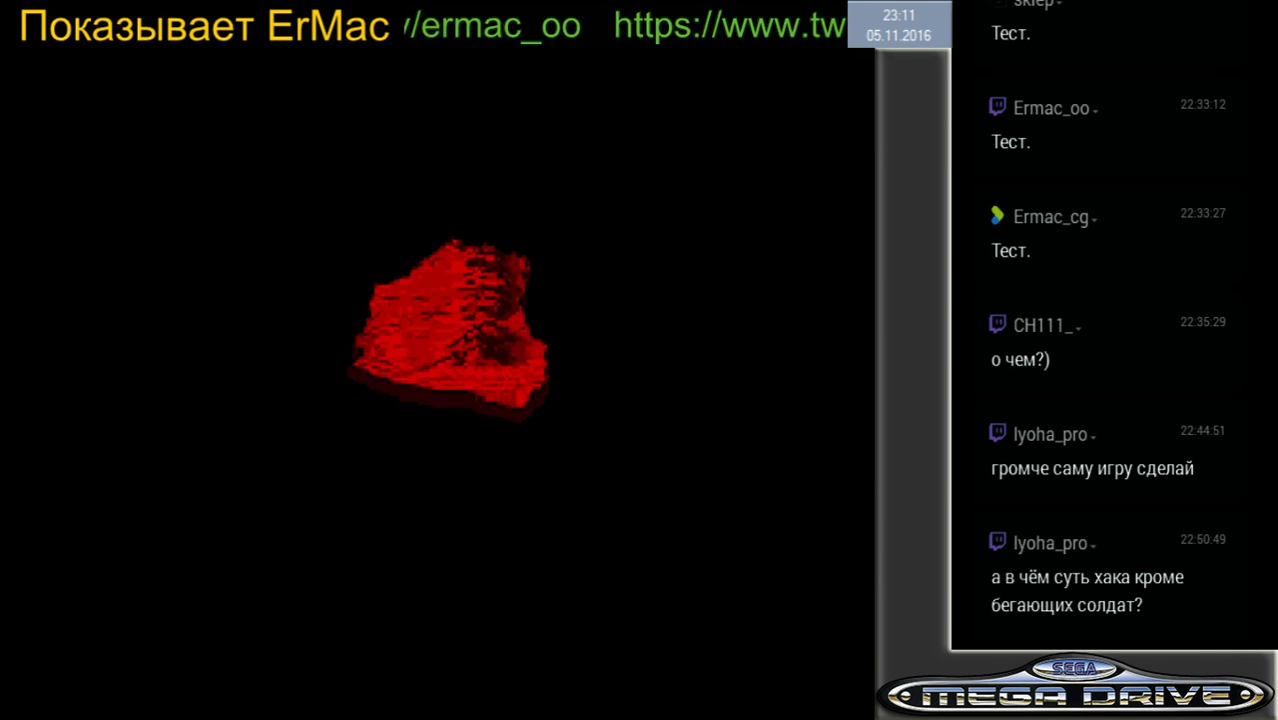 Показывает ErMac
/ermac_oo https://www.tw
23:11
05.11.2016
sklep
Тест.
Ermac_oo 22:33:12
Тест.
Ermac_cg 22:33:27
Тест.
CH111_ 22:35:29
о чем?)
lyoha_pro 22:44:51
громче саму игру сделай
lyoha_pro 22:50:49
а в чём суть хака кроме
бегающих солдат?
SEGA
MEGA DRIVE